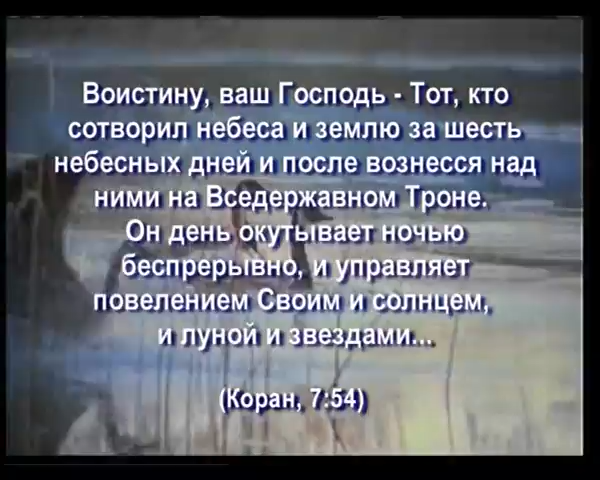 Воистину, ваш Господь - Тот, кто
сотворил небеса и землю за шесть
небесных дней и после вознесся над
ними на Вседержавном Троне.
Он день окутывает ночью
беспрерывно, и управляет
повелением Своим и солнцем,
и луной и звездами...
(Коран, 7:54)